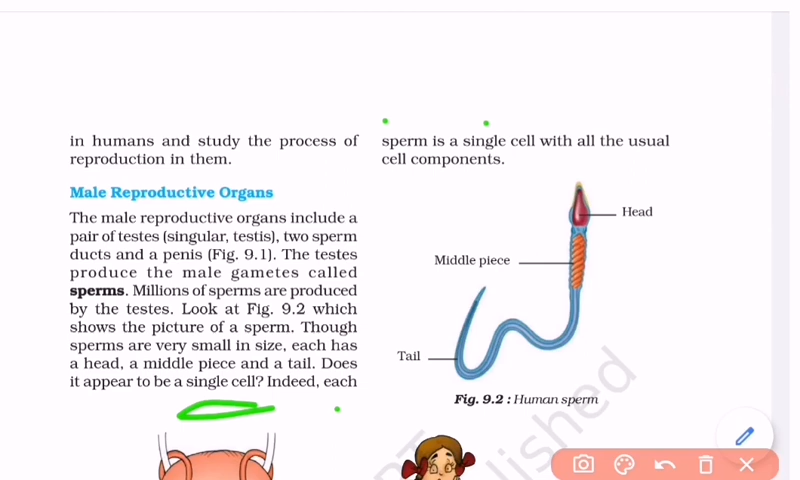 in humans and study the process of
reproduction in them.
Male Reproductive Organs
The male reproductive organs include a
pair of testes (singular, testis), two sperm
ducts and a penis (Fig. 9.1). The testes
produce the male gametes called
sperms. Millions of sperms are produced
by the testes. Look at Fig. 9.2 which
shows the picture of a sperm. Though
sperms are very small in size, each has
a head, a middle piece and a tail. Does
it appear to be a single cell? Indeed, each
sperm is a single cell with all the usual
cell components.
Head
Middle piece
Tail
Fig. 9.2 : Human sperm